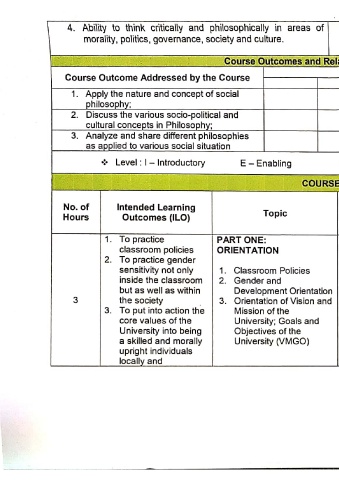 4. Ability to think critically and philosophically in areas of
morality, politics, governance, society and culture.
Course Outcomes and Rel
Course Outcome Addressed by the Course
1. Apply the nature and concept of social
philosophy;
2. Discuss the various socio-political and
cultural concepts in Philosophy;
3. Analyze and share different philosophies
as applied to various social situation
❖ Level : I – Introductory E – Enabling
COURSE
No. of
Hours
Intended Learning
Outcomes (ILO)
Topic
3
1. To practice
classroom policies
2. To practice gender
sensitivity not only
inside the classroom
but as well as within
the society
3. To put into action the
core values of the
University into being
a skilled and morally
upright individuals
locally and
PART ONE:
ORIENTATION
1. Classroom Policies
2. Gender and
Development Orientation
3. Orientation of Vision and
Mission of the
University; Goals and
Objectives of the
University (VMGO)